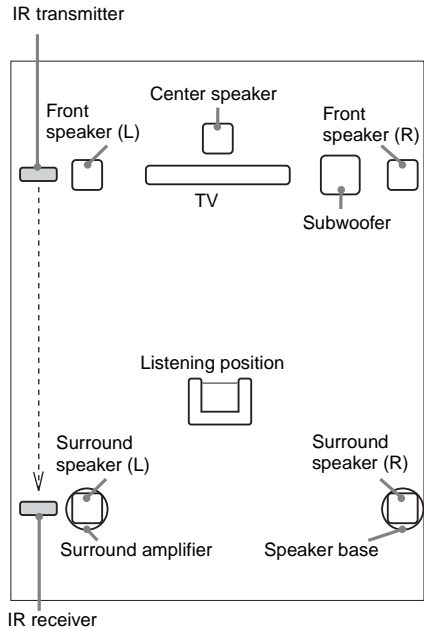 IR transmitter
Center speaker
Front
speaker (L)
Front
speaker (R)
TV
Subwoofer
Listening position
Surround
speaker (L)
Surround
speaker (R)
Surround amplifier
Speaker base
IR receiver